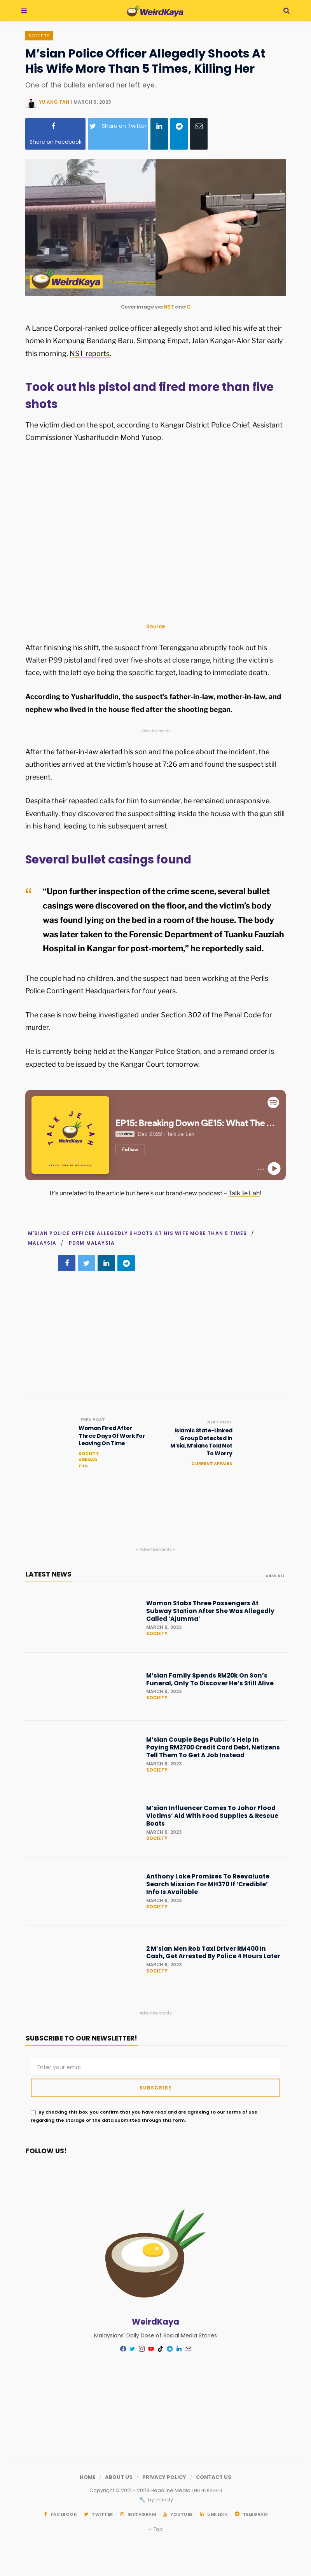 WeirdKaya
SOCIETY
M'sian Police Officer Allegedly Shoots At
His Wife More Than 5 Times, Killing Her
One of the bullets entered her left eye.
YU ANG TAN | MARCH 5, 2023
Share on Facebook
Share on Twitter
WeirdKaya
Cover image via NST and C
A Lance Corporal-ranked police officer allegedly shot and killed his wife at their
home in Kampung Bendang Baru, Simpang Empat, Jalan Kangar-Alor Star early
this morning, NST reports.
Took out his pistol and fired more than five
shots
The victim died on the spot, according to Kangar District Police Chief, Assistant
Commissioner Yusharifuddin Mohd Yusop.
Source
After finishing his shift, the suspect from Terengganu abruptly took out his
Walter P99 pistol and fired over five shots at close range, hitting the victim's
face, with the left eye being the specific target, leading to immediate death.
According to Yusharifuddin, the suspect's father-in-law, mother-in-law, and
nephew who lived in the house fled after the shooting began.
- Advertisements -
After the father-in-law alerted his son and the police about the incident, the
authorities arrived at the victim's house at 7:26 am and found the suspect still
present.
Despite their repeated calls for him to surrender, he remained unresponsive.
Eventually, they discovered the suspect sitting inside the house with the gun still
in his hand, leading to his subsequent arrest.
Several bullet casings found
“Upon further inspection of the crime scene, several bullet
casings were discovered on the floor, and the victim's body
was found lying on the bed in a room of the house. The body
was later taken to the Forensic Department of Tuanku Fauziah
Hospital in Kangar for post-mortem,” he reportedly said.
The couple had no children, and the suspect had been working at the Perlis
Police Contingent Headquarters for four years.
The case is now being investigated under Section 302 of the Penal Code for
murder.
He is currently being held at the Kangar Police Station, and a remand order is
expected to be issued by the Kangar Court tomorrow.
TALK JE LAH
WeirdKaya
EP15: Breaking Down GE15: What The ...
PREVIEW Dec 2022 · Talk Je Lah
Follow
It's unrelated to the article but here's our brand-new podcast – Talk Je Lah!
M'SIAN POLICE OFFICER ALLEGEDLY SHOOTS AT HIS WIFE MORE THAN 5 TIMES /
MALAYSIA / PDRM MALAYSIA
PREV POST
Woman Fired After
Three Days Of Work For
Leaving On Time
SOCIETY
ABROAD
FUN
NEXT POST
Islamic State-Linked
Group Detected In
M'sia, M'sians Told Not
To Worry
CURRENT AFFAIRS
- Advertisements -
LATEST NEWS
VIEW ALL
Woman Stabs Three Passengers At
Subway Station After She Was Allegedly
Called 'Ajumma'
MARCH 6, 2023
SOCIETY
M'sian Family Spends RM20k On Son's
Funeral, Only To Discover He's Still Alive
MARCH 6, 2023
SOCIETY
M'sian Couple Begs Public's Help In
Paying RM2700 Credit Card Debt, Netizens
Tell Them To Get A Job Instead
MARCH 6, 2023
SOCIETY
M'sian Influencer Comes To Johor Flood
Victims' Aid With Food Supplies & Rescue
Boats
MARCH 6, 2023
SOCIETY
Anthony Loke Promises To Reevaluate
Search Mission For MH370 If 'Credible'
Info Is Available
MARCH 6, 2023
SOCIETY
2 M'sian Men Rob Taxi Driver RM400 In
Cash, Get Arrested By Police 4 Hours Later
MARCH 6, 2023
SOCIETY
- Advertisements -
SUBSCRIBE TO OUR NEWSLETTER!
Enter your email
SUBSCRIBE
By checking this box, you confirm that you have read and are agreeing to our terms of use
regarding the storage of the data submitted through this form.
FOLLOW US!
WeirdKaya
Malaysians' Daily Dose of Social Media Stories
HOME / ABOUT US / PRIVACY POLICY / CONTACT US
Copyright © 2021 - 2023 Headline Media
by Infinity
FACEBOOK TWITTER INSTAGRAM YOUTUBE LINKEDIN TELEGRAM
Top